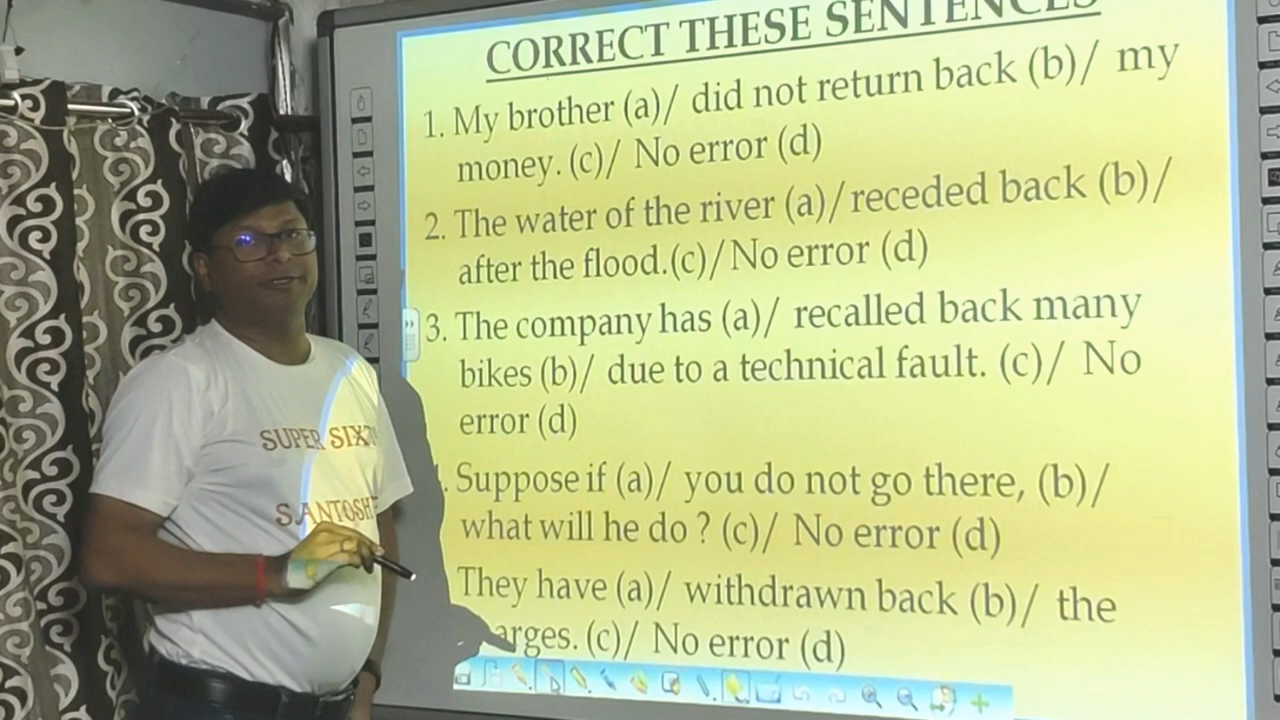 CORRECT THESE SENTENCES
1. My brother (a)/ did not return back (b)/ my
money. (c)/ No error (d)
2. The water of the river (a)/receded back (b)/
after the flood.(c)/No error (d)
3. The company has (a)/ recalled back many
bikes (b)/ due to a technical fault. (c)/ No
error (d)
. Suppose if (a)/ you do not go there, (b)/
what will he do ? (c)/ No error (d)
They have (a)/ withdrawn back (b)/ the
arges. (c)/ No error (d)
SUPER SIX
SANTOSH